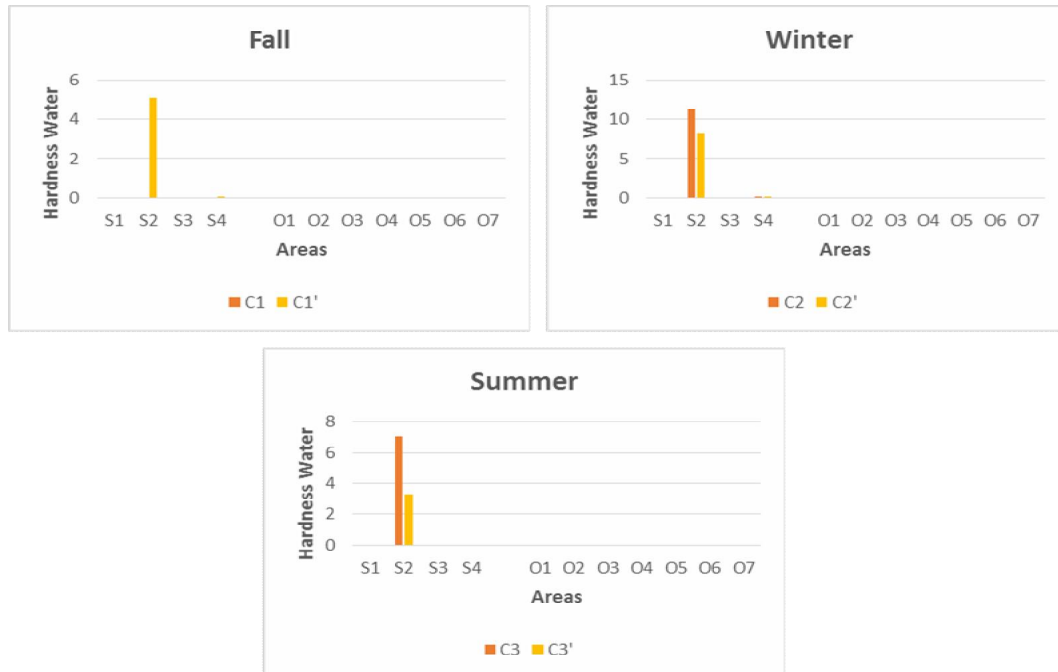 Fall
Hardness Water
6
4
2
0
S1 S2 S3 S4 O1 O2 O3 O4 O5 O6 O7
Areas
C1 C1'
Winter
Hardness Water
15
10
5
0
S1 S2 S3 S4 O1 O2 O3 O4 O5 O6 O7
Areas
C2 C2'
Summer
Hardness Water
8
6
4
2
0
S1 S2 S3 S4 O1 O2 O3 O4 O5 O6 O7
Areas
C3 C3'